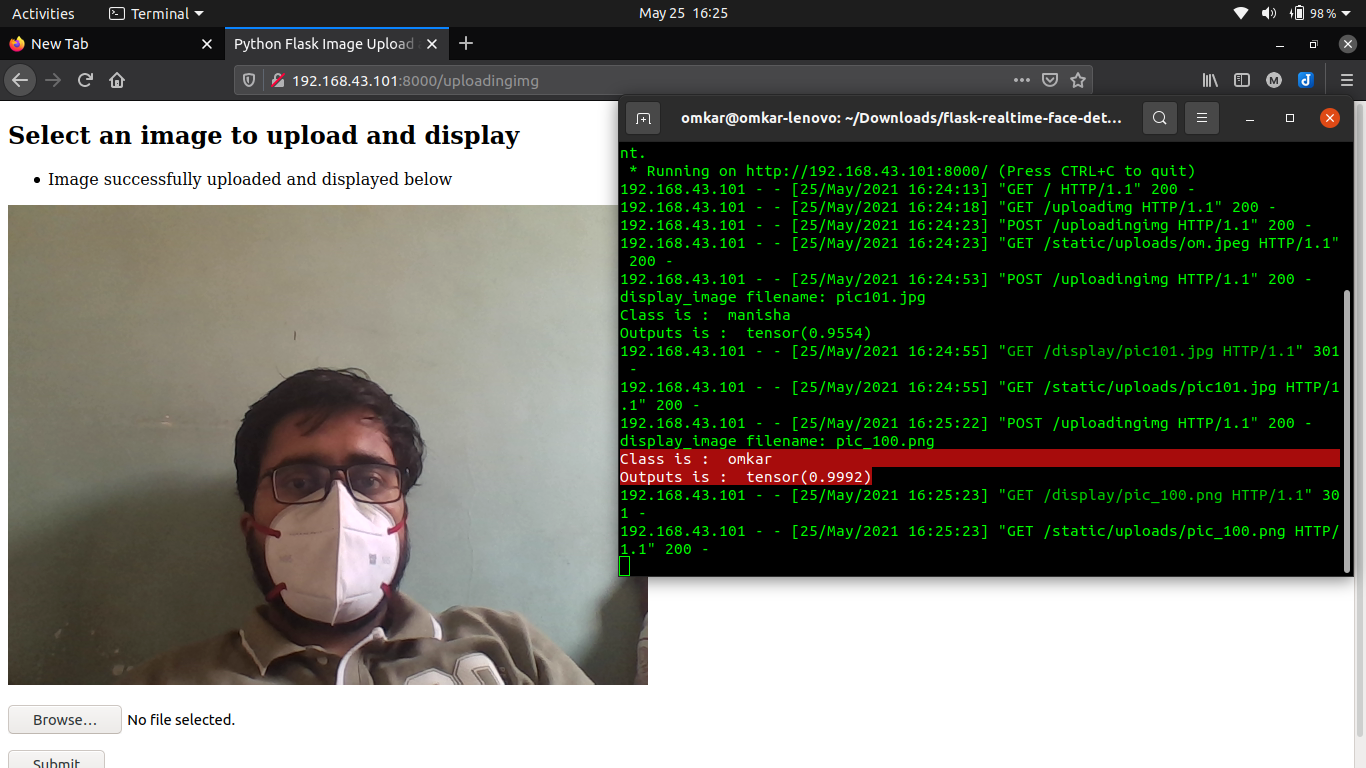 Activities Terminal May 25 16:25 98 %
New Tab Python Flask Image Upload
192.168.43.101:8000/uploadingimg M
Select an image to upload and display
Image successfully uploaded and displayed below
Browse… No file selected.
Submit
omkar@omkar-lenovo: ~/Downloads/flask-realtime-face-det...
nt.
* Running on http://192.168.43.101:8000/ (Press CTRL+C to quit)
192.168.43.101 - - [25/May/2021 16:24:13] "GET / HTTP/1.1" 200 -
192.168.43.101 - - [25/May/2021 16:24:18] "GET /uploadimg HTTP/1.1" 200 -
192.168.43.101 - - [25/May/2021 16:24:23] "POST /uploadingimg HTTP/1.1" 200 -
192.168.43.101 - - [25/May/2021 16:24:23] "GET /static/uploads/om.jpeg HTTP/1.1"
200 -
192.168.43.101 - - [25/May/2021 16:24:53] "POST /uploadingimg HTTP/1.1" 200 -
display_image filename: pic101.jpg
Class is :  manisha
Outputs is :  tensor(0.9554)
192.168.43.101 - - [25/May/2021 16:24:55] "GET /display/pic101.jpg HTTP/1.1" 301
-
192.168.43.101 - - [25/May/2021 16:24:55] "GET /static/uploads/pic101.jpg HTTP/1
.1" 200 -
192.168.43.101 - - [25/May/2021 16:25:22] "POST /uploadingimg HTTP/1.1" 200 -
display_image filename: pic_100.png
Class is :  omkar
Outputs is :  tensor(0.9992)
192.168.43.101 - - [25/May/2021 16:25:23] "GET /display/pic_100.png HTTP/1.1" 30
1 -
192.168.43.101 - - [25/May/2021 16:25:23] "GET /static/uploads/pic_100.png HTTP/
1.1" 200 -